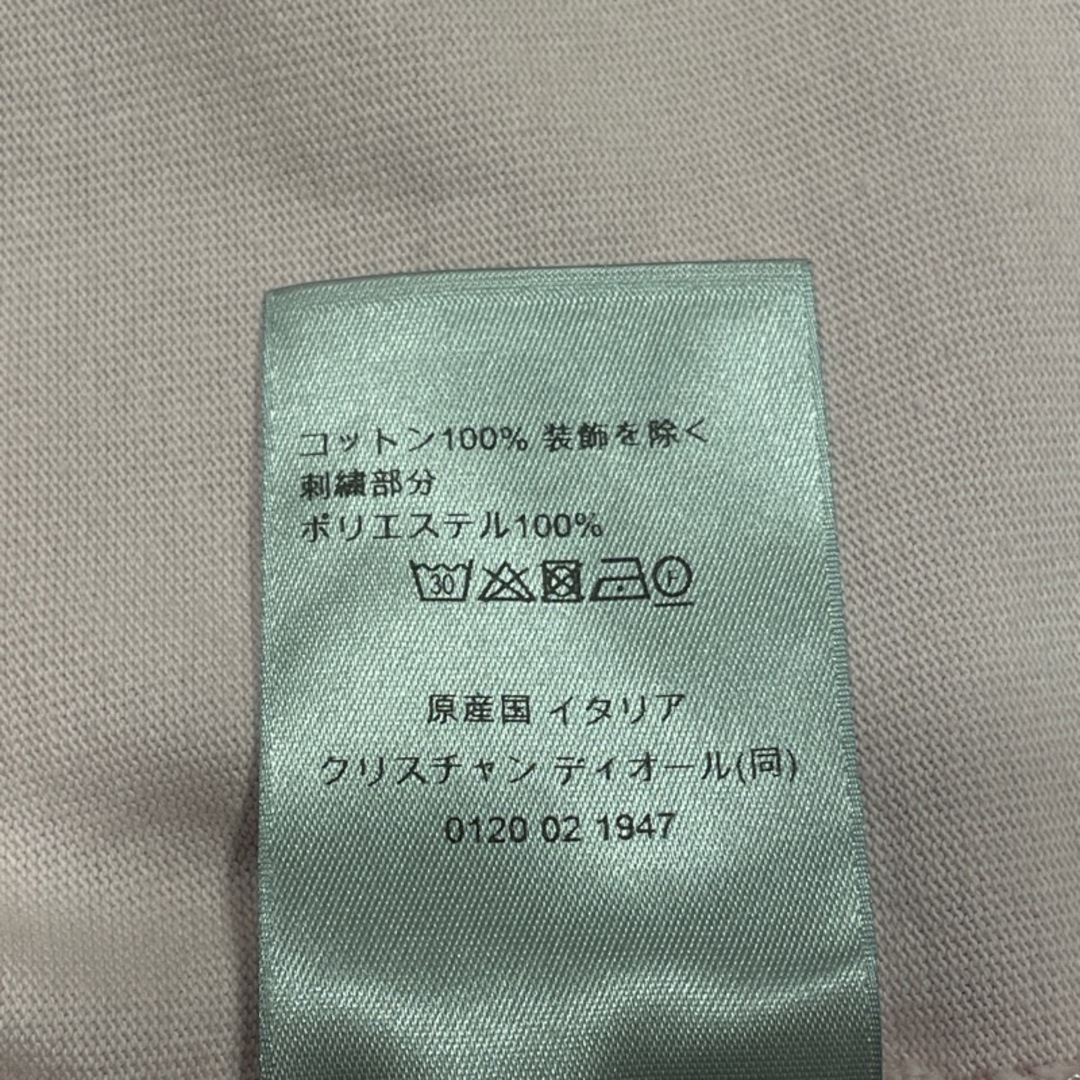 コットン100% 装飾を除く
刺繍部分
ポリエステル100%
30 F
原産国 イタリア
クリスチャン ディオール(同)
0120 02 1947